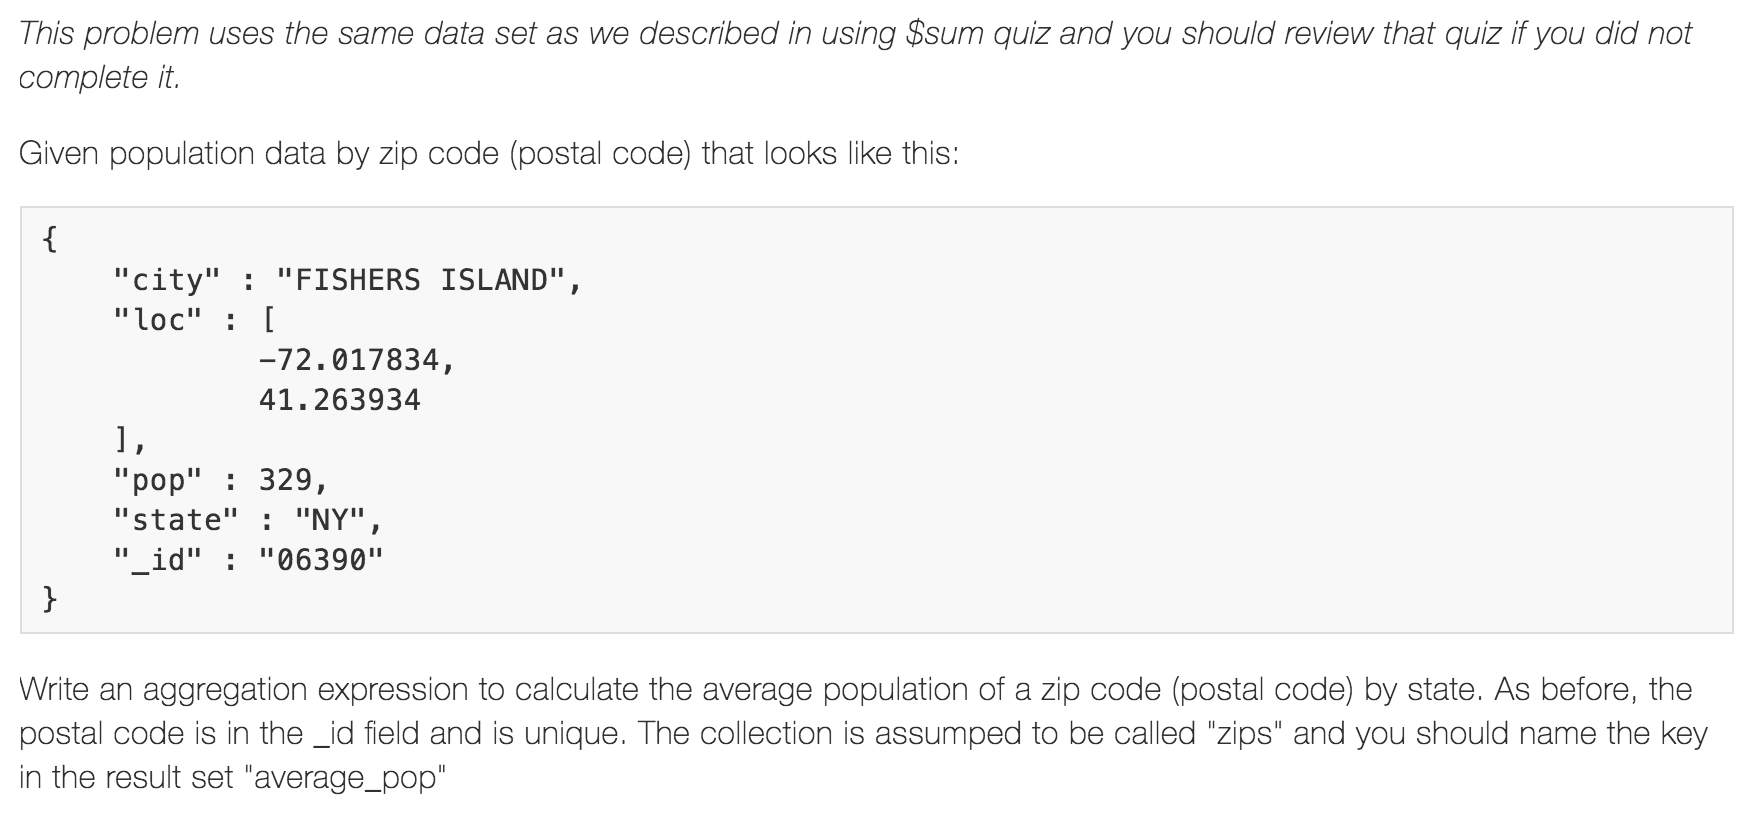 This problem uses the same data set as we described in using $sum quiz and you should review that quiz if you did not
complete it.
Given population data by zip code (postal code) that looks like this:
{
    "city" : "FISHERS ISLAND",
    "loc" : [
            -72.017834,
            41.263934
    ],
    "pop" : 329,
    "state" : "NY",
    "_id" : "06390"
}
Write an aggregation expression to calculate the average population of a zip code (postal code) by state. As before, the
postal code is in the _id field and is unique. The collection is assumped to be called "zips" and you should name the key
in the result set "average_pop"